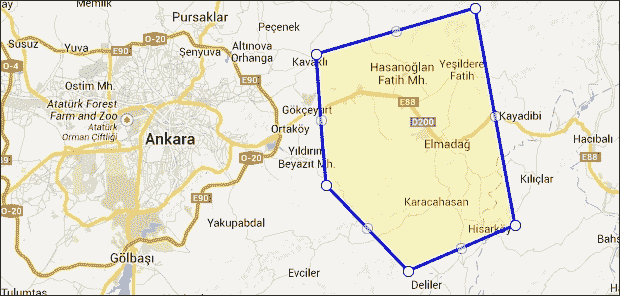 Memlik
Pursaklar
Peçenek
Susuz
Yuva
E90
Şenyuva
E90
Altınova
Orhanga
Kavaklı
O-4
Hasanoğlan
Fatih Mh.
Yeşildere
Fatih
Ostim Mh.
O-20
Atatürk Forest
Farm and Zoo
Atatürk
Orman Çiftliği
Gökçeyurt
E88
Kayadibi
Ortaköy
D200
Ankara
Elmadağ
Hacıbalı
O-20
Yıldırım
Beyazıt Mh.
E88
Kılıçlar
E90
Karacahasan
O-20
Yakupabdal
Hisarköy
Bahs
Gölbaşı
Evciler
Deliler
Tulumtaş